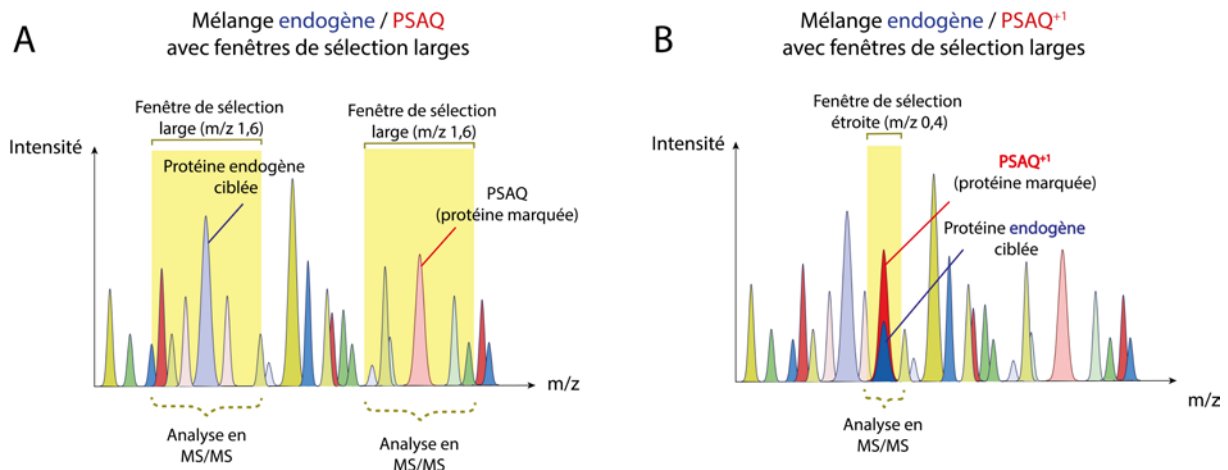 A
Mélange endogène / PSAQ
avec fenêtres de sélection larges
Fenêtre de sélection
large (m/z 1,6)
Fenêtre de sélection
large (m/z 1,6)
Intensité
Protéine endogène
ciblée
PSAQ
(protéine marquée)
m/z
Analyse en
MS/MS
Analyse en
MS/MS
B
Mélange endogène / PSAQ⁺¹
avec fenêtres de sélection larges
Fenêtre de sélection
étroite (m/z 0,4)
Intensité
PSAQ⁺¹
(protéine marquée)
Protéine endogène
ciblée
m/z
Analyse en
MS/MS